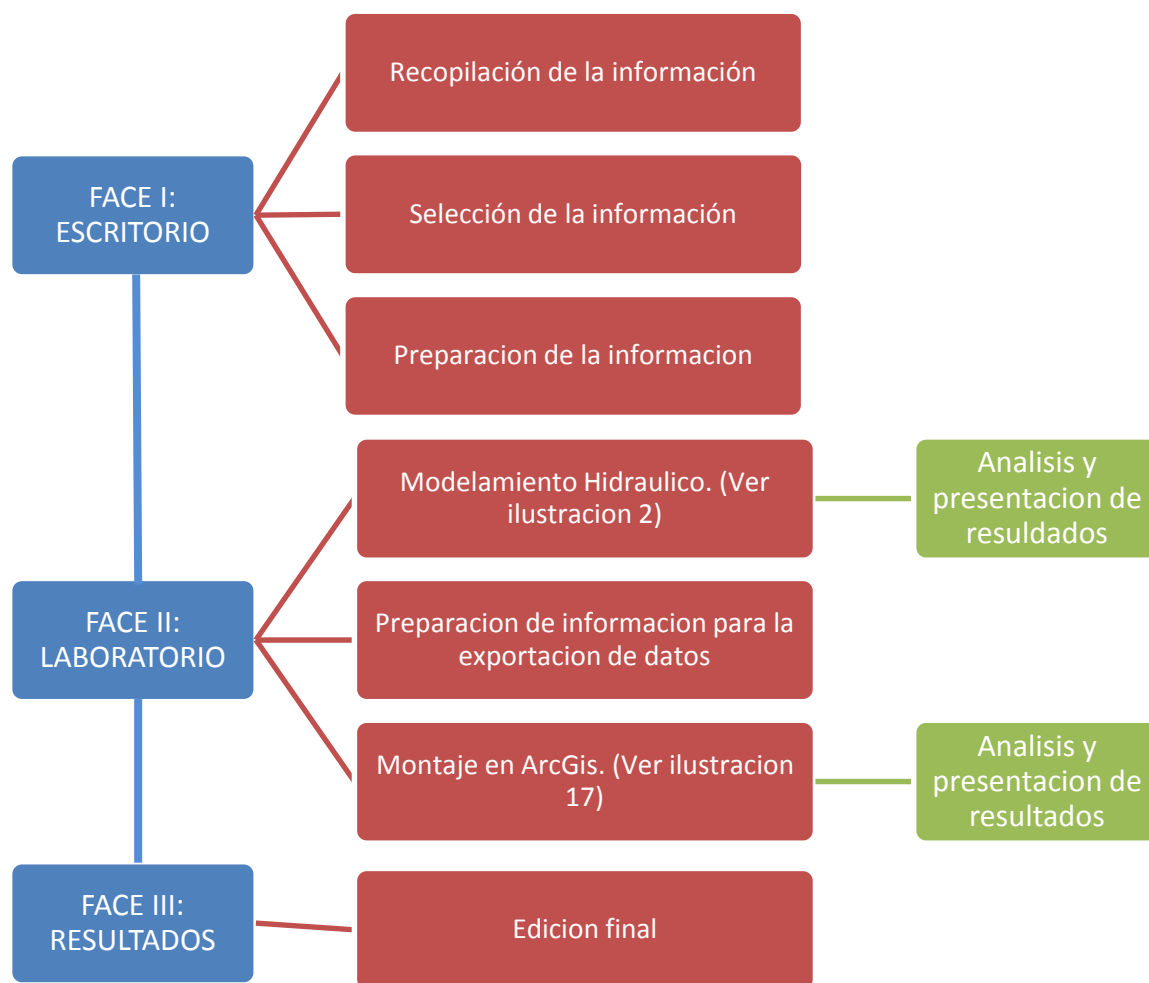 Recopilación de la información
FACE I:
ESCRITORIO
Selección de la información
Preparacion de la informacion
Modelamiento Hidraulico. (Ver
ilustracion 2)
Analisis y
presentacion de
resuldados
FACE II:
LABORATORIO
Preparacion de informacion para la
exportacion de datos
Montaje en ArcGis. (Ver ilustracion
17)
Analisis y
presentacion de
resultados
FACE III:
RESULTADOS
Edicion final